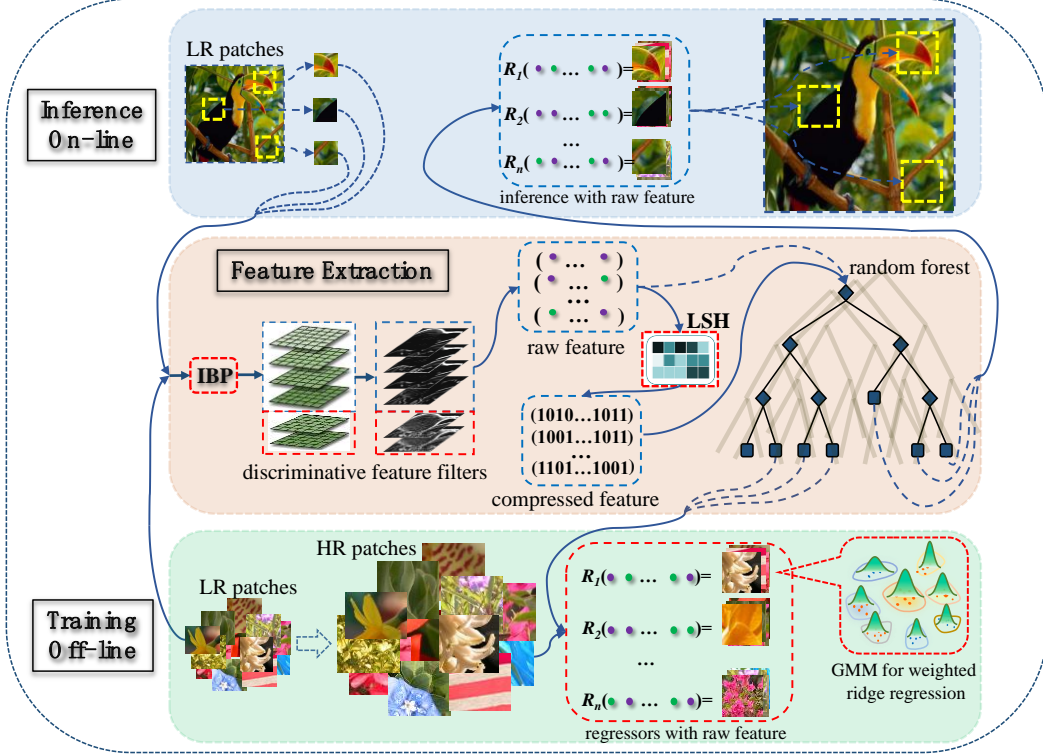 LR patches
Inference
On-line
R1( … )=
R2( … )=
…
Rn( … )=
inference with raw feature
Feature Extraction
( … )
( … )
…
( … )
raw feature
random forest
LSH
IBP
(1010…1011)
(1001…1011)
…
(1101…1001)
discriminative feature filters
compressed feature
HR patches
LR patches
Training
Off-line
R1( … )=
R2( … )=
…
Rn( … )=
regressors with raw feature
GMM for weighted
ridge regression